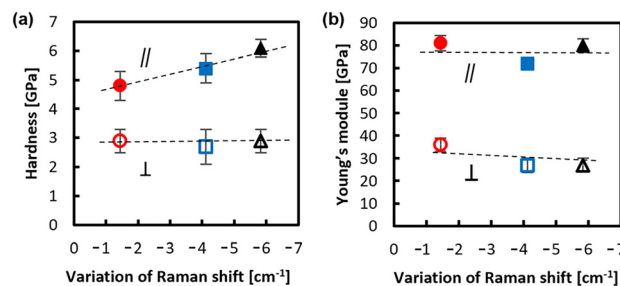 (a)
Hardness [GPa]
7
6
5
4
3
2
1
0
//
⊥
0 −1 −2 −3 −4 −5 −6 −7
Variation of Raman shift [cm⁻¹]
(b)
Young's module [GPa]
90
80
70
60
50
40
30
20
10
0
//
⊥
0 −1 −2 −3 −4 −5 −6 −7
Variation of Raman shift [cm⁻¹]